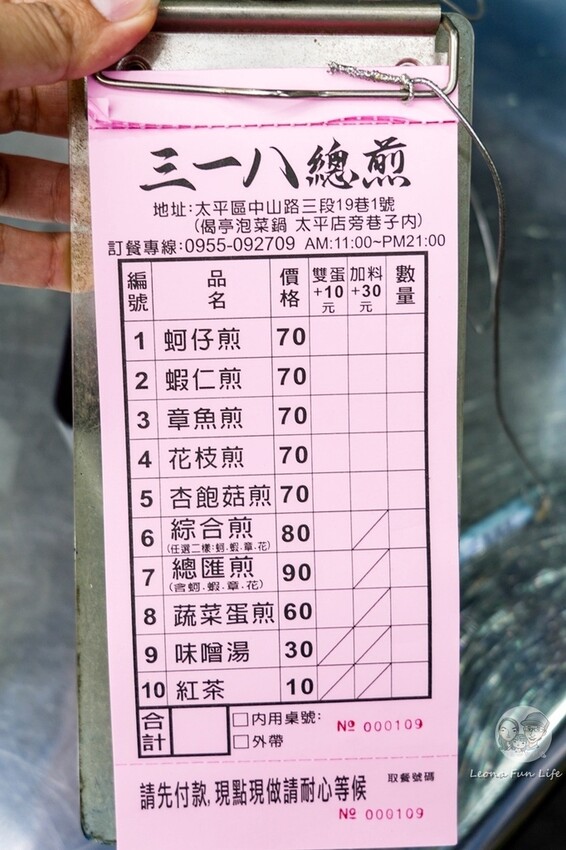 三一八總煎
地址:太平區中山路三段19巷1號
(偈亭泡菜鍋 太平店旁巷子內)
訂餐專線:0955-092709 AM:11:00~PM21:00
編號 品名 價格 雙蛋+10元 加料+30元 數量
1 蚵仔煎 70
2 蝦仁煎 70
3 章魚煎 70
4 花枝煎 70
5 杏鮑菇煎 70
6 綜合煎 80
(任選二樣:蚵.蝦.章.花)
7 總匯煎 90
(含蚵.蝦.章.花)
8 蔬菜蛋煎 60
9 味噌湯 30
10 紅茶 10
合計 □內用桌號: № 000109
□外帶
請先付款,現點現做請耐心等候 取餐號碼
№ 000109
Leona Fun Life